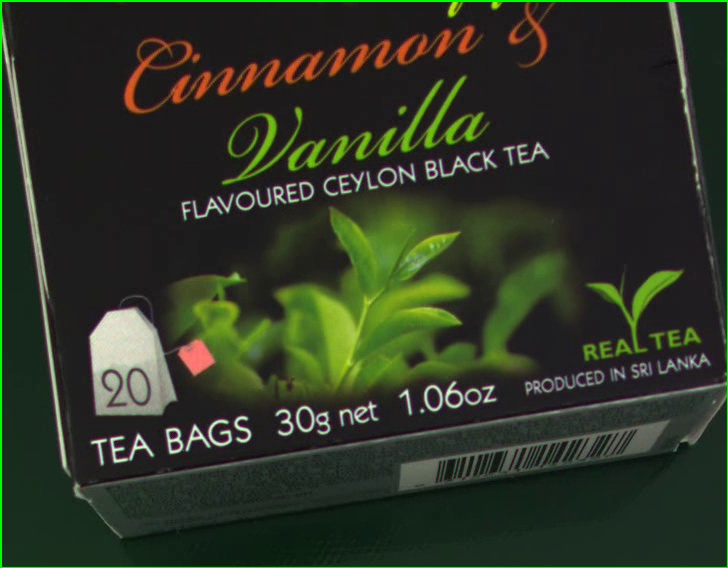 Cinnamon &
Vanilla
FLAVOURED CEYLON BLACK TEA
20
TEA BAGS 30g net 1.06oz
REAL TEA
PRODUCED IN SRI LANKA